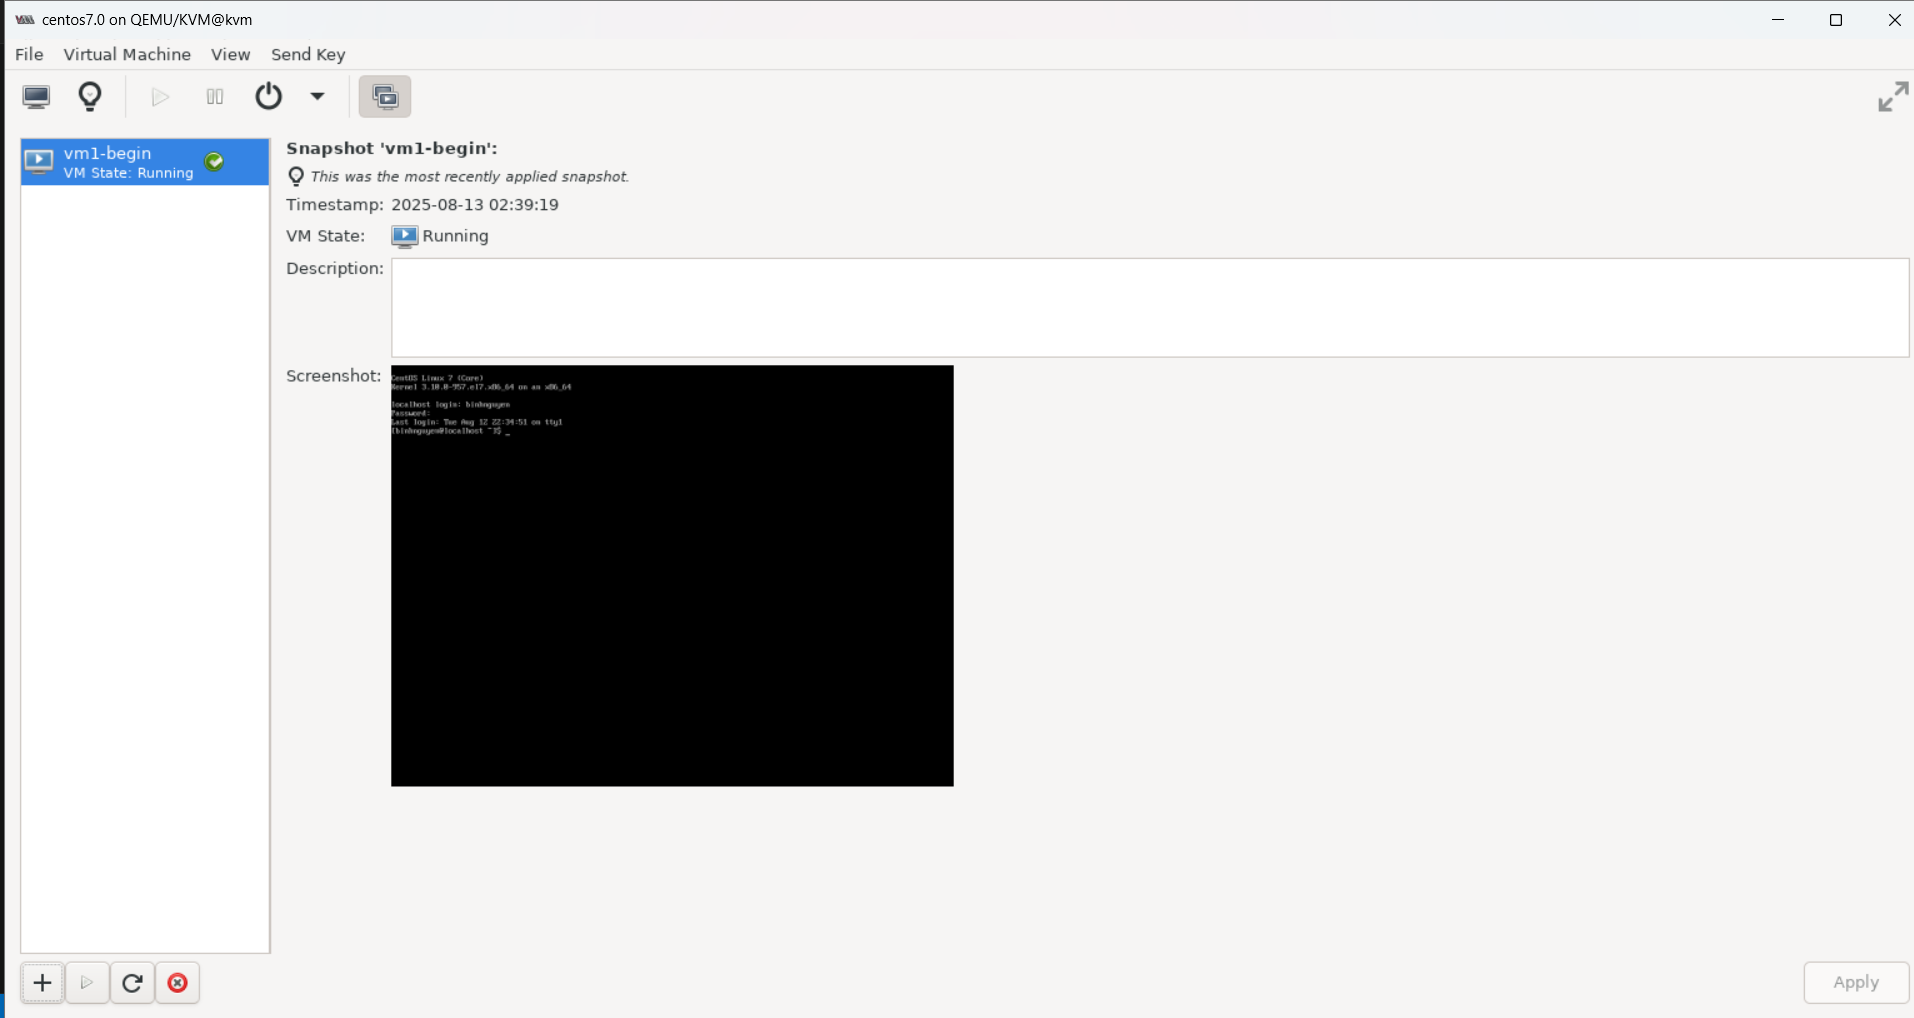 centos7.0 on QEMU/KVM@kvm
File Virtual Machine View Send Key
vm1-begin
VM State: Running
Snapshot 'vm1-begin':
This was the most recently applied snapshot.
Timestamp: 2025-08-13 02:39:19
VM State: Running
Description:
Screenshot:
CentOS Linux 7 (Core)
Kernel 3.10.0-957.el7.x86_64 on an x86_64
localhost login: binhnguyen
Password:
Last login: Tue Aug 12 22:34:51 on tty1
[binhnguyen@localhost ~]$ _
Apply